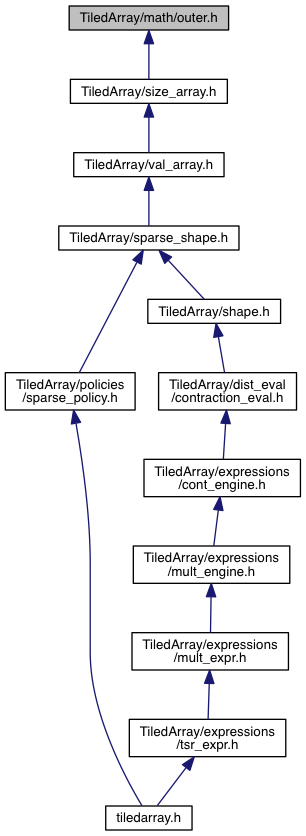 TiledArray/math/outer.h
TiledArray/size_array.h
TiledArray/val_array.h
TiledArray/sparse_shape.h
TiledArray/shape.h
TiledArray/policies
/sparse_policy.h
TiledArray/dist_eval
/contraction_eval.h
TiledArray/expressions
/cont_engine.h
TiledArray/expressions
/mult_engine.h
TiledArray/expressions
/mult_expr.h
TiledArray/expressions
/tsr_expr.h
tiledarray.h